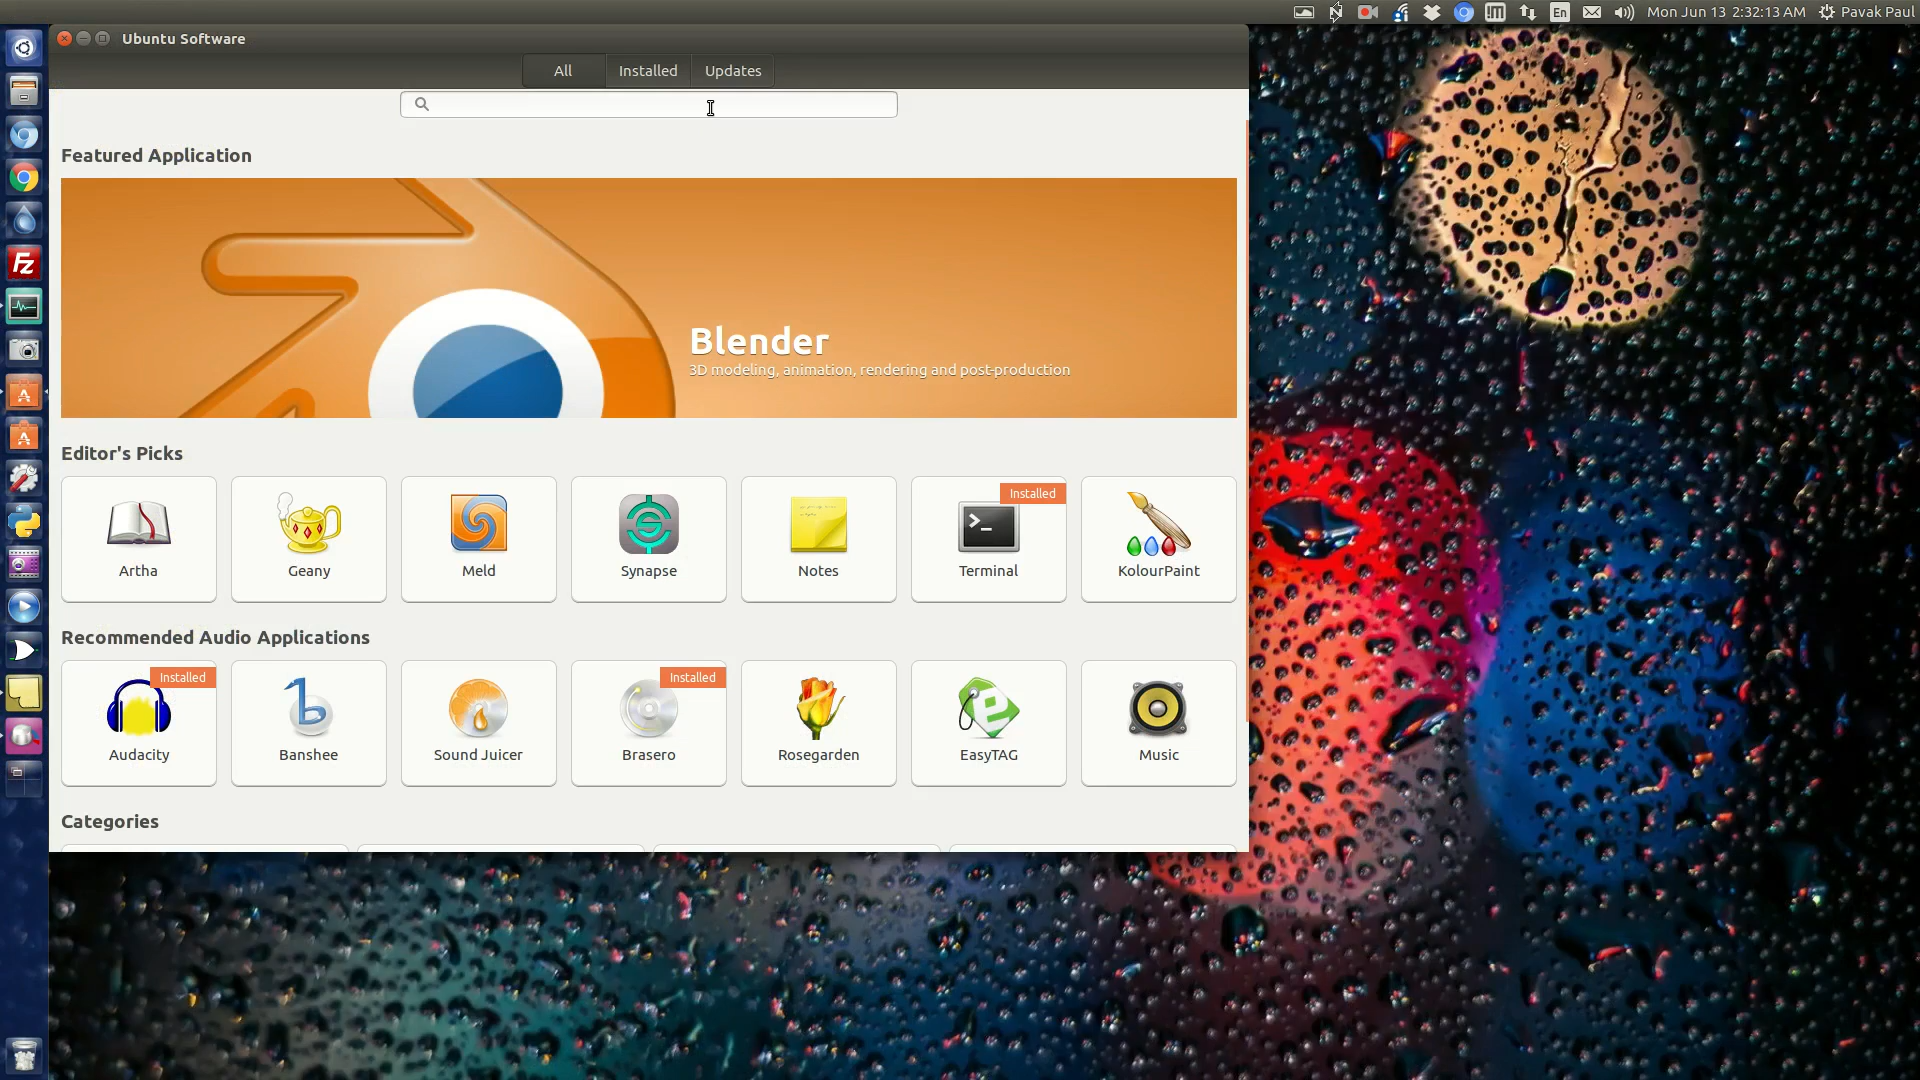 En
Mon Jun 13 2:32:13 AM
Pavak Paul
Ubuntu Software
All
Installed
Updates
Featured Application
Blender
3D modeling, animation, rendering and post-production
Editor's Picks
Installed
Artha
Geany
Meld
Synapse
Notes
Terminal
KolourPaint
Recommended Audio Applications
Installed
Installed
Audacity
Banshee
Sound Juicer
Brasero
Rosegarden
EasyTAG
Music
Categories